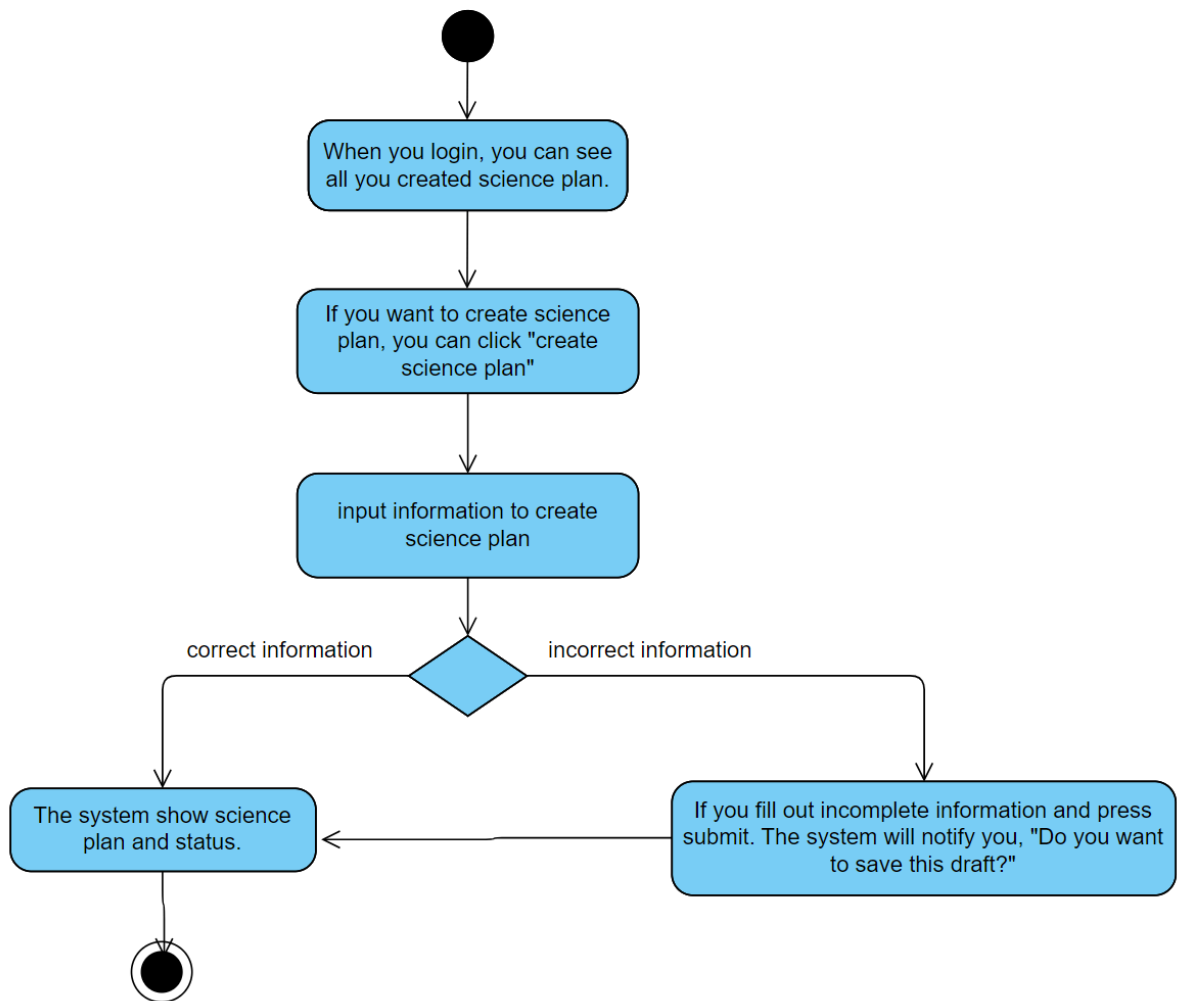 When you login, you can see
all you created science plan.
If you want to create science
plan, you can click "create
science plan"
input information to create
science plan
correct information
incorrect information
The system show science
plan and status.
If you fill out incomplete information and press
submit. The system will notify you, "Do you want
to save this draft?"